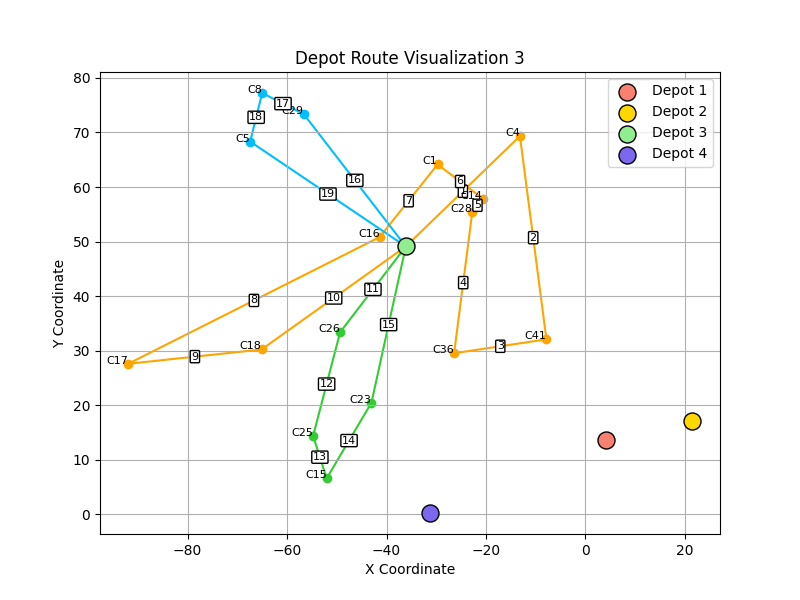 Depot Route Visualization 3
Y Coordinate
80
70
60
50
40
30
20
10
0
−80
−60
−40
−20
0
20
X Coordinate
Depot 1
Depot 2
Depot 3
Depot 4
C8
17
C29
18
C5
16
19
C4
C1
6
1
C14
5
C28
7
C16
2
4
8
10
11
15
C26
C41
C36
3
C18
9
C17
12
C23
C25
14
13
C15